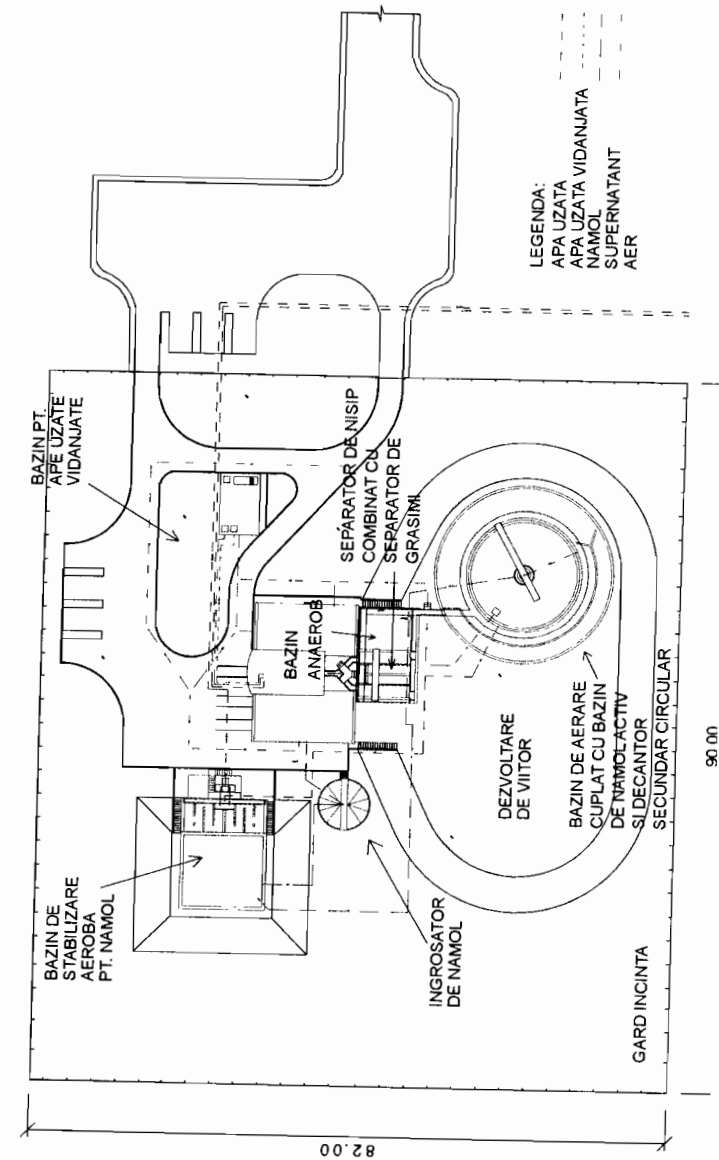 BAZIN PT.
APE UZATE
VIDANJATE
SEPARATOR DE NISIP
COMBINAT CU
SEPARATOR DE
GRASIMI
LEGENDA:
APA UZATA
APA UZATA VIDANJATA
NAMOL
SUPERNATANT
AER
BAZIN
ANAEROB
BAZIN DE
STABILIZARE
AEROBA
PT. NAMOL
INGROSATOR
DE NAMOL
DEZVOLTARE
DE VIITOR
BAZIN DE AERARE
CUPLAT CU BAZIN
DE NAMOL ACTIV
SI DECANTOR
SECUNDAR CIRCULAR
GARD INCINTA
90.00
82.00